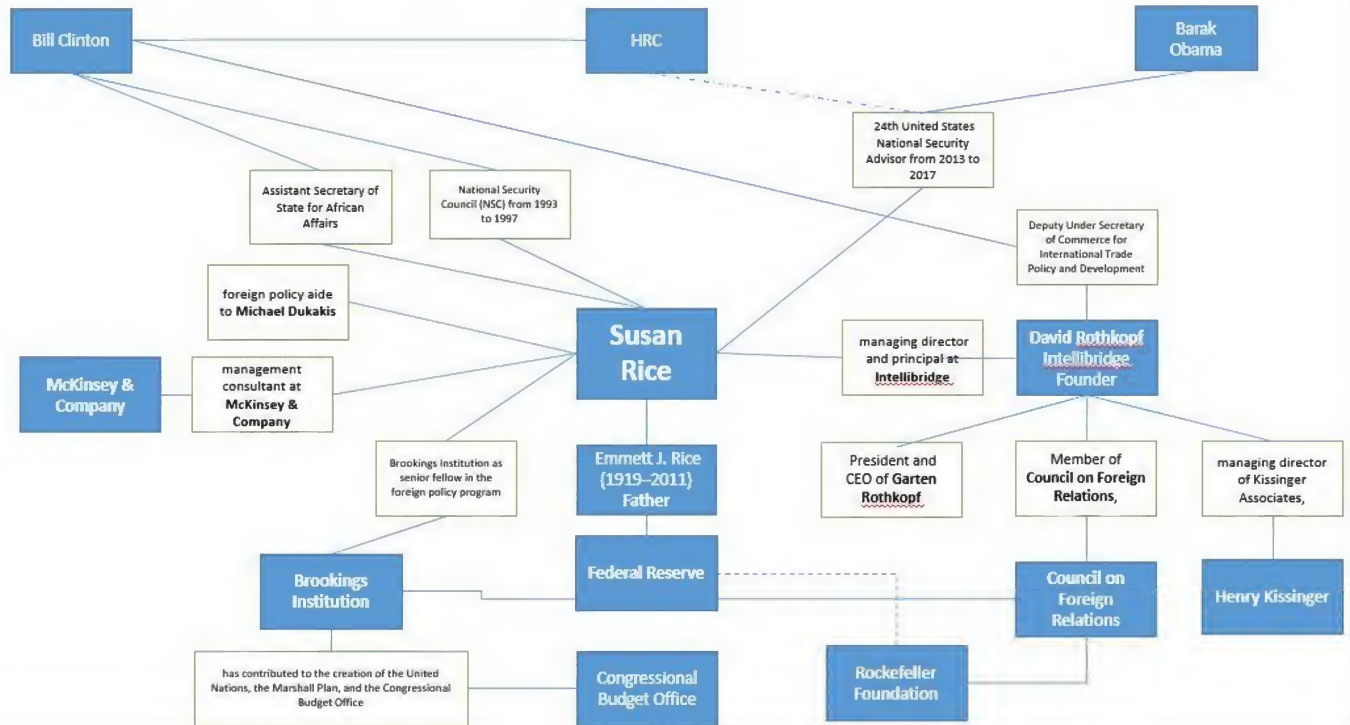 Bill Clinton
HRC
Barak
Obama
24th United States
National Security
Advisor from 2013 to
2017
Assistant Secretary of
State for African
Affairs
National Security
Council (NSC) from 1993
to 1997
Deputy Under Secretary
of Commerce for
International Trade
Policy and Development
foreign policy aide
to Michael Dukakis
Susan
Rice
managing director
and principal at
Intellibridge
David Rothkopf
Intellibridge
Founder
McKinsey &
Company
management
consultant at
McKinsey &
Company
Brookings Institution as
senior fellow in the
foreign policy program
Emmett J. Rice
(1919–2011)
Father
President and
CEO of Garten
Rothkopf
Member of
Council on Foreign
Relations,
managing director
of Kissinger
Associates,
Brookings
Institution
Federal Reserve
Council on
Foreign
Relations
Henry Kissinger
has contributed to the creation of the United
Nations, the Marshall Plan, and the Congressional
Budget Office
Congressional
Budget Office
Rockefeller
Foundation